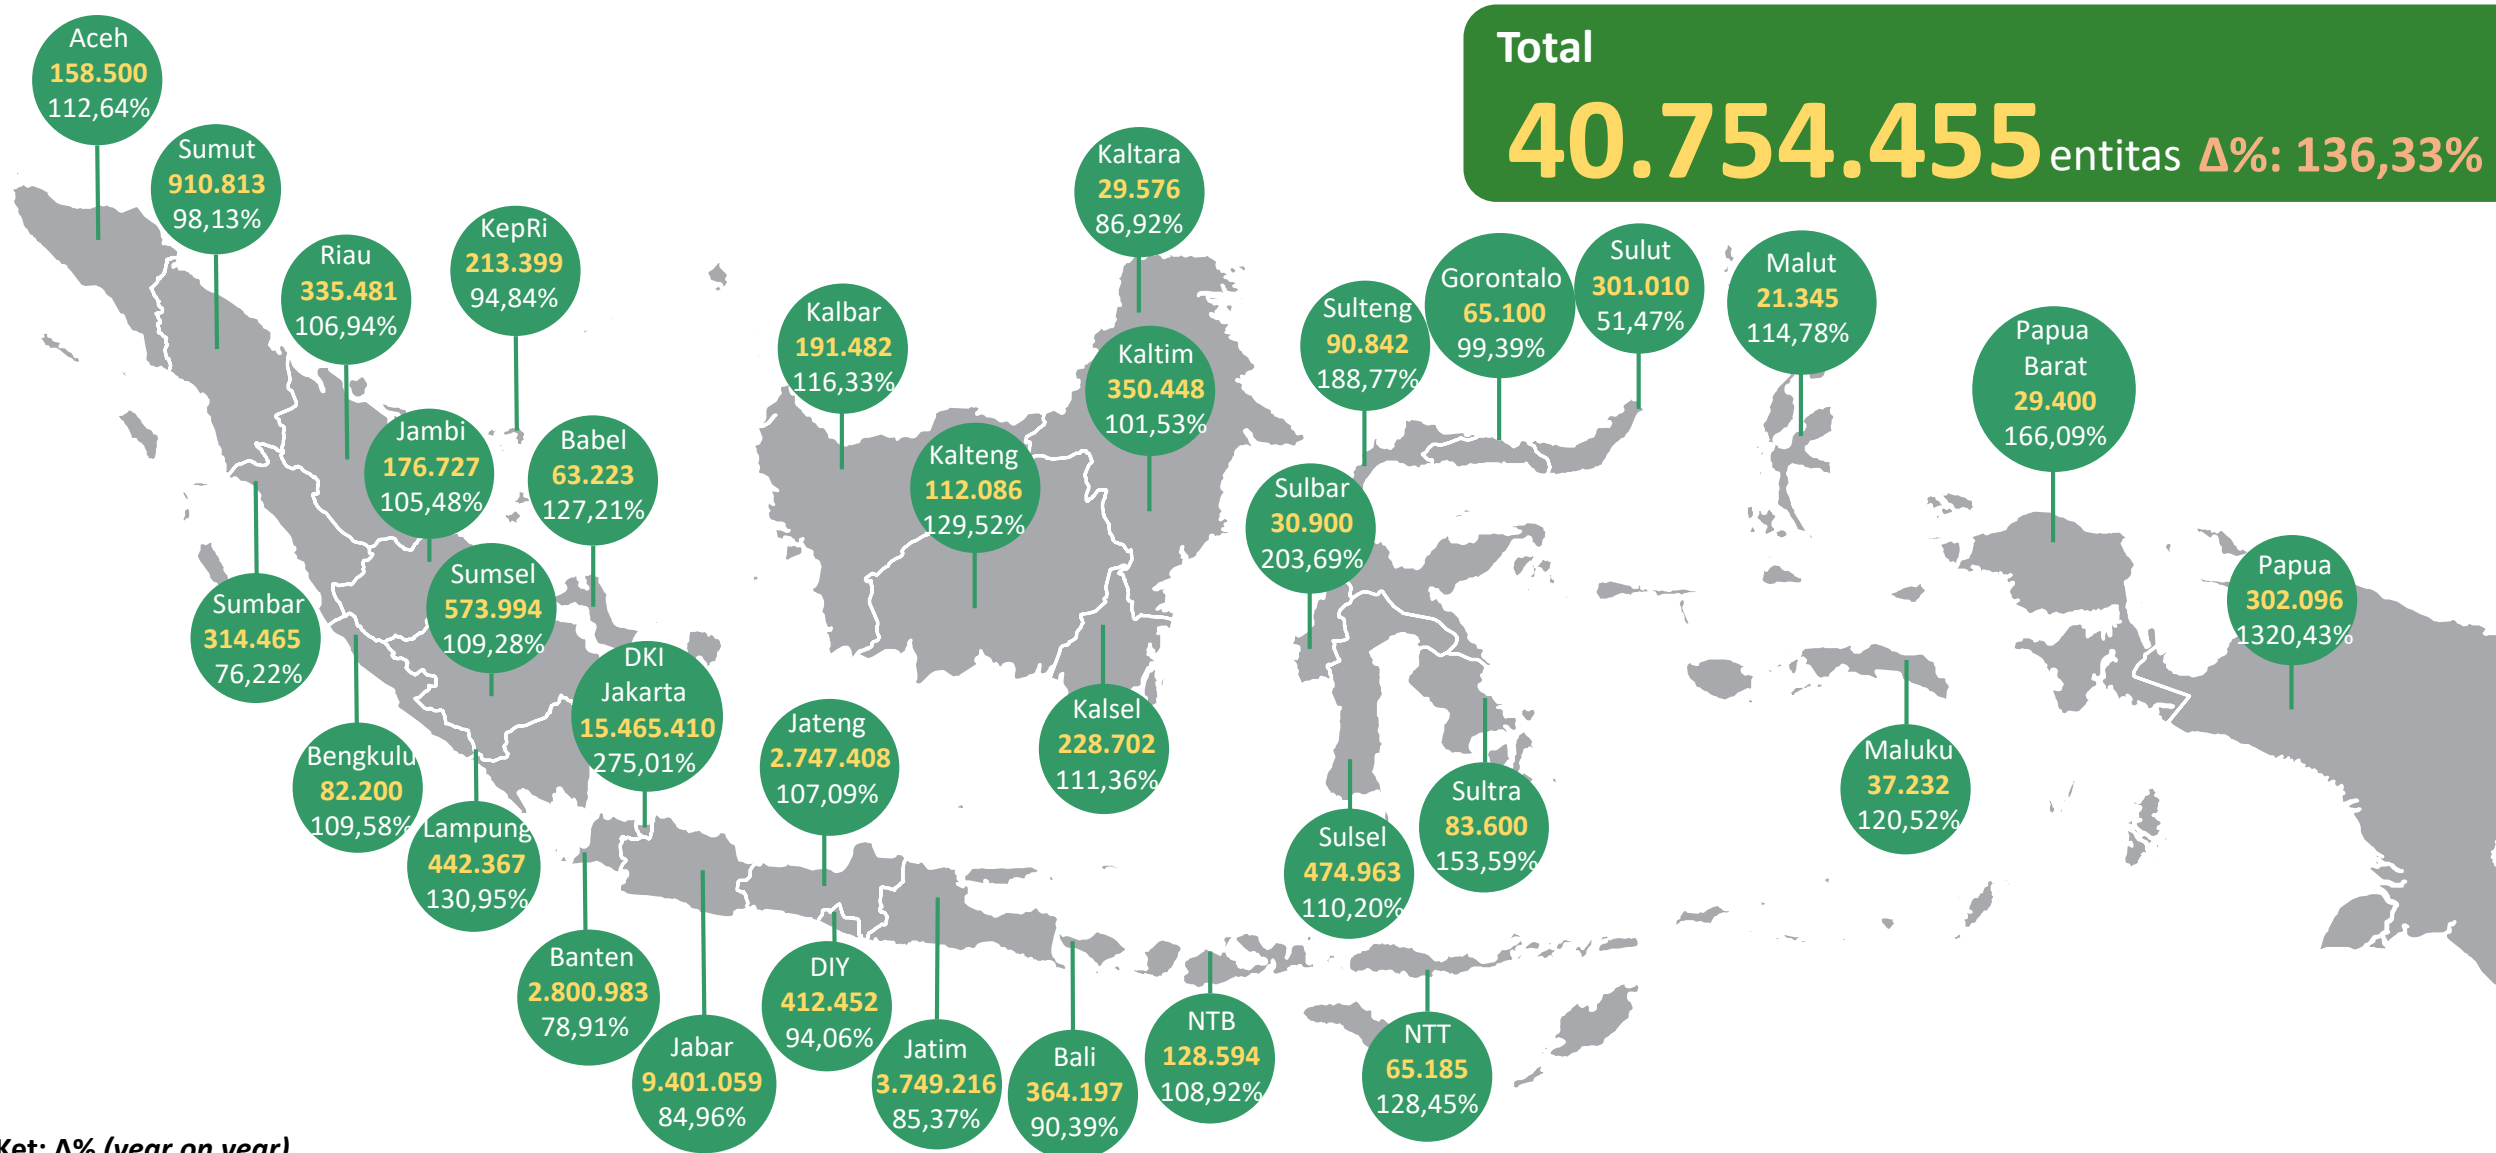 Total
40.754.455 entitas Δ%: 136,33%
Aceh
158.500
112,64%
Sumut
910.813
98,13%
Riau
335.481
106,94%
KepRi
213.399
94,84%
Jambi
176.727
105,48%
Babel
63.223
127,21%
Sumsel
573.994
109,28%
Sumbar
314.465
76,22%
Bengkulu
82.200
109,58%
Lampung
442.367
130,95%
DKI
Jakarta
15.465.410
275,01%
Banten
2.800.983
78,91%
Jabar
9.401.059
84,96%
Jateng
2.747.408
107,09%
DIY
412.452
94,06%
Jatim
3.749.216
85,37%
Bali
364.197
90,39%
NTB
128.594
108,92%
NTT
65.185
128,45%
Kalbar
191.482
116,33%
Kalteng
112.086
129,52%
Kaltara
29.576
86,92%
Kaltim
350.448
101,53%
Kalsel
228.702
111,36%
Sulteng
90.842
188,77%
Gorontalo
65.100
99,39%
Sulut
301.010
51,47%
Sulbar
30.900
203,69%
Sulsel
474.963
110,20%
Sultra
83.600
153,59%
Malut
21.345
114,78%
Maluku
37.232
120,52%
Papua
Barat
29.400
166,09%
Papua
302.096
1320,43%
Ket: Δ% (year on year)